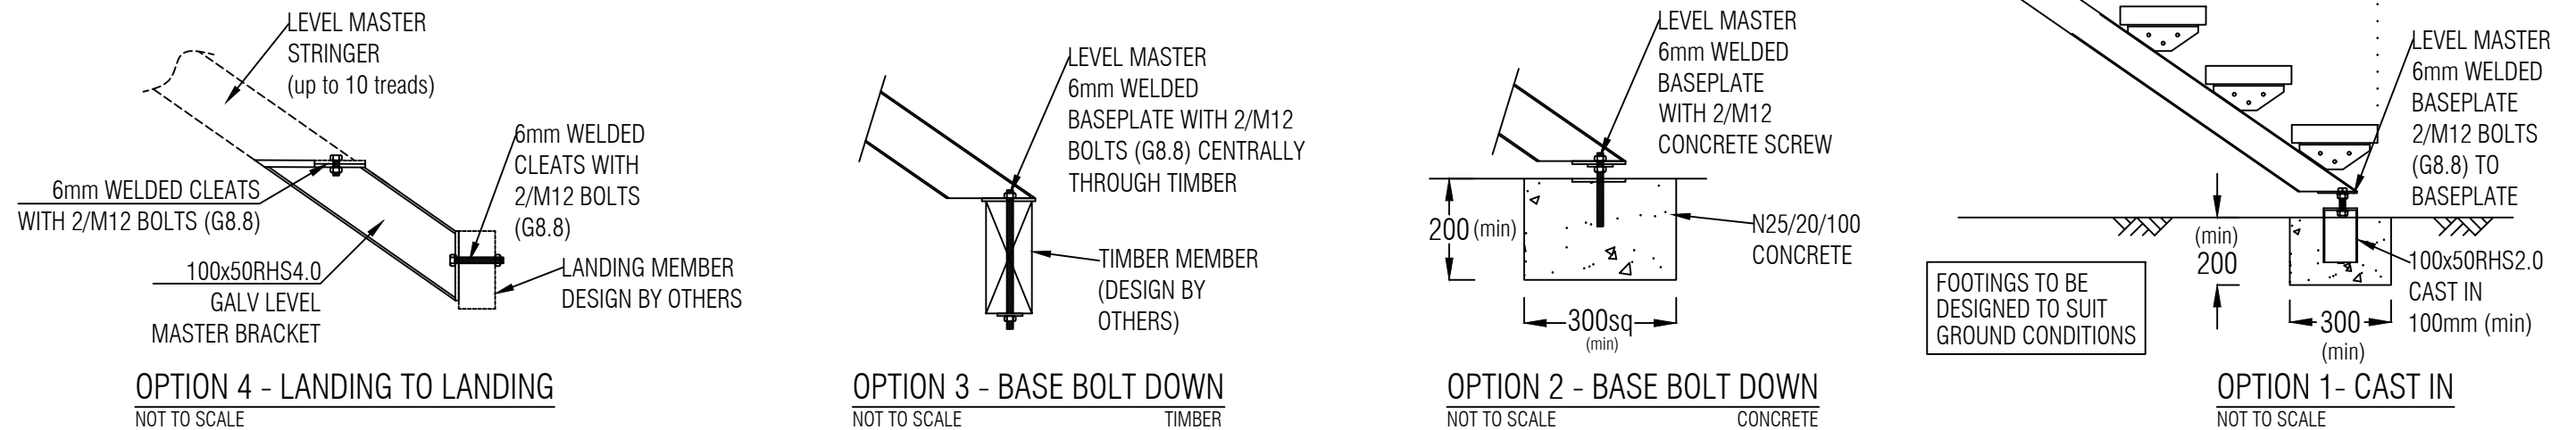 LEVEL MASTER
STRINGER
(up to 10 treads)
6mm WELDED
CLEATS WITH
2/M12 BOLTS
(G8.8)
6mm WELDED CLEATS
WITH 2/M12 BOLTS (G8.8)
100x50RHS4.0
GALV LEVEL
MASTER BRACKET
LANDING MEMBER
DESIGN BY OTHERS
OPTION 4 - LANDING TO LANDING
NOT TO SCALE
LEVEL MASTER
6mm WELDED
BASEPLATE WITH 2/M12
BOLTS (G8.8) CENTRALLY
THROUGH TIMBER
TIMBER MEMBER
(DESIGN BY
OTHERS)
OPTION 3 - BASE BOLT DOWN
NOT TO SCALE TIMBER
LEVEL MASTER
6mm WELDED
BASEPLATE
WITH 2/M12
CONCRETE SCREW
200 (min)
N25/20/100
CONCRETE
300sq
(min)
OPTION 2 - BASE BOLT DOWN
NOT TO SCALE CONCRETE
LEVEL MASTER
6mm WELDED
BASEPLATE
2/M12 BOLTS
(G8.8) TO
BASEPLATE
(min)
200
100x50RHS2.0
CAST IN
100mm (min)
FOOTINGS TO BE
DESIGNED TO SUIT
GROUND CONDITIONS
300
(min)
OPTION 1- CAST IN
NOT TO SCALE